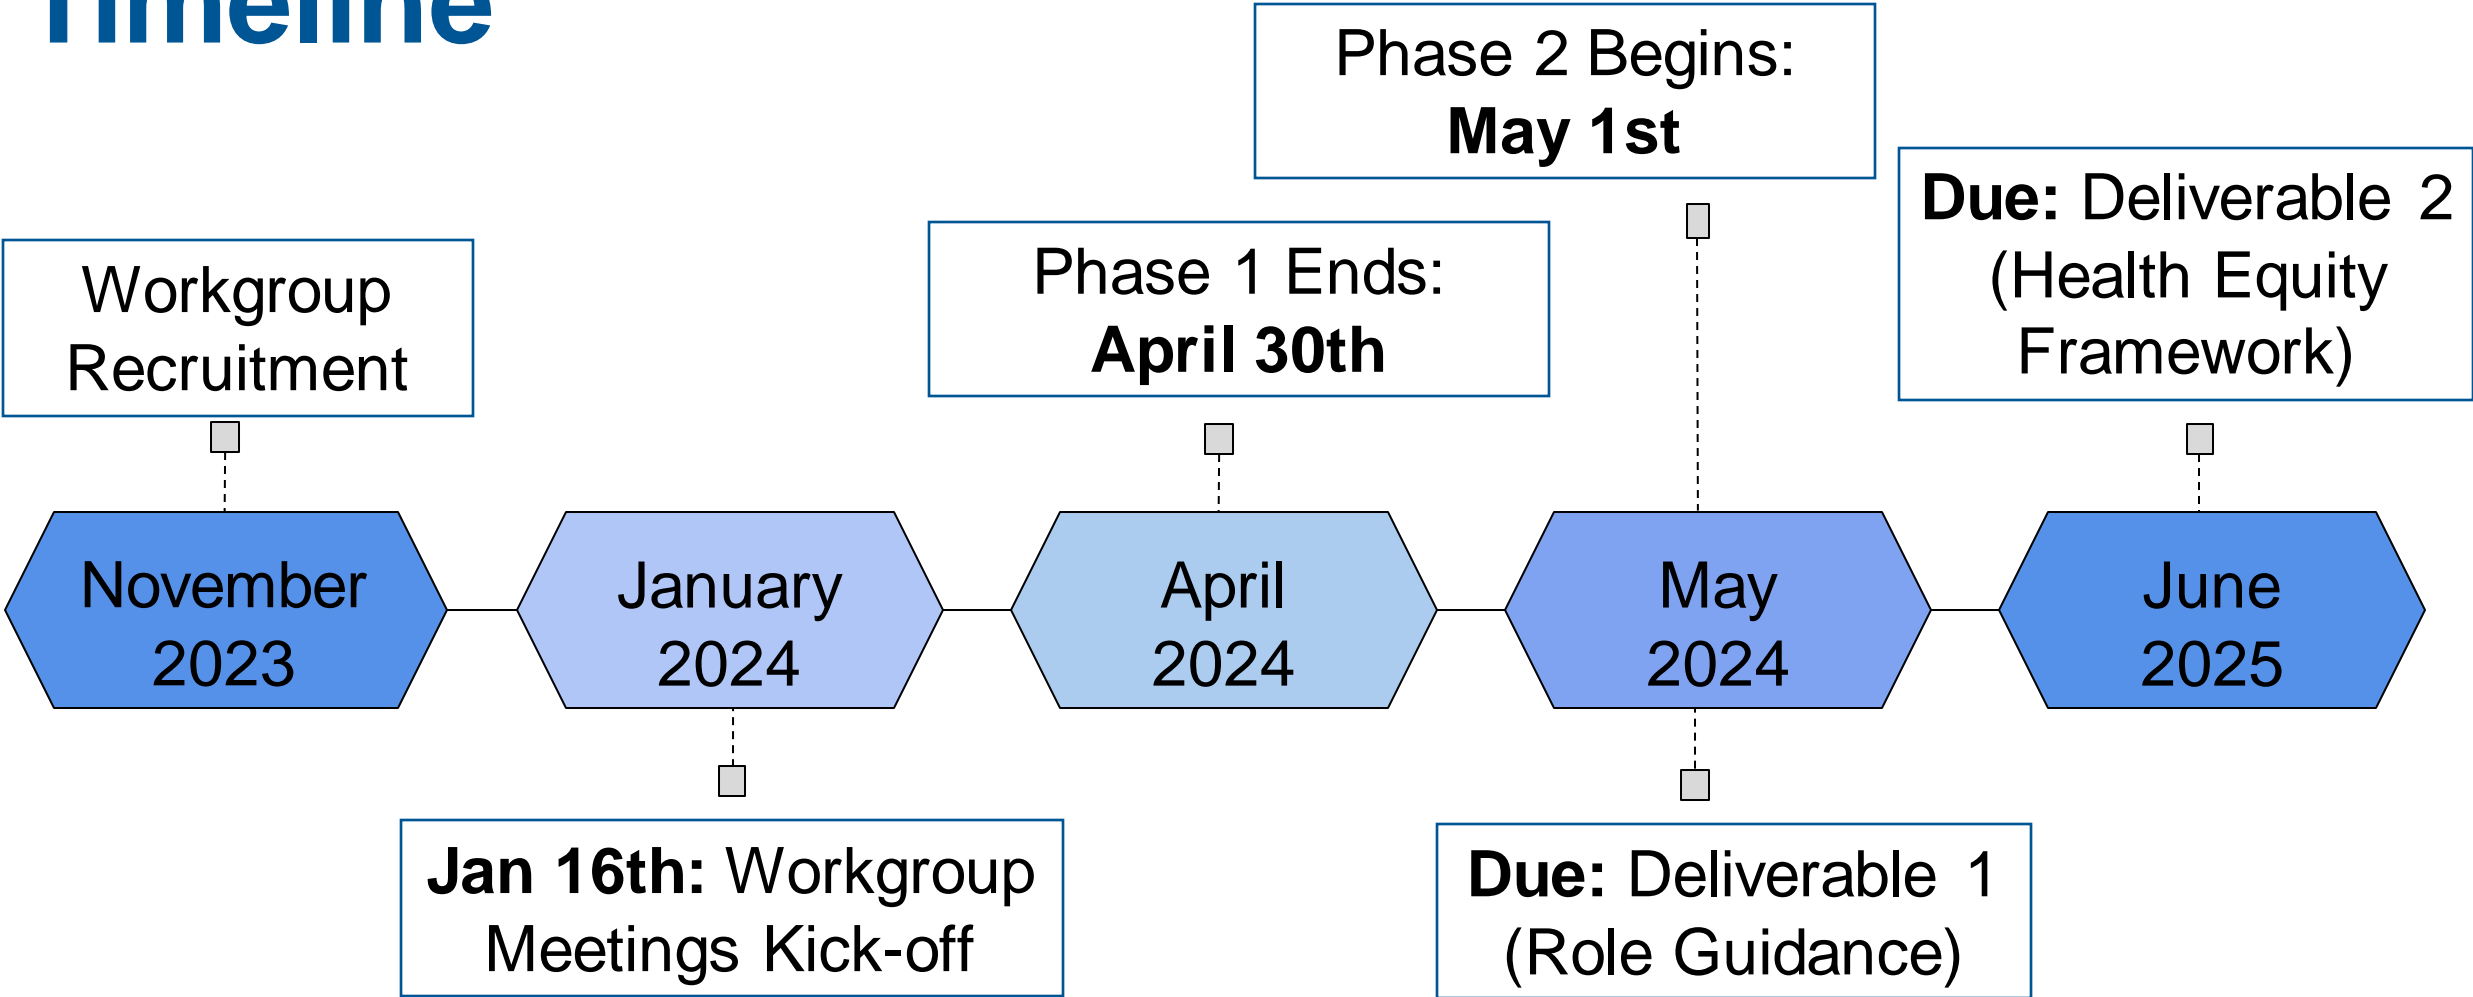 Timeline
Phase 2 Begins:
May 1st
Due: Deliverable 2
(Health Equity
Framework)
Workgroup
Recruitment
Phase 1 Ends:
April 30th
November
2023
January
2024
April
2024
May
2024
June
2025
Jan 16th: Workgroup
Meetings Kick-off
Due: Deliverable 1
(Role Guidance)